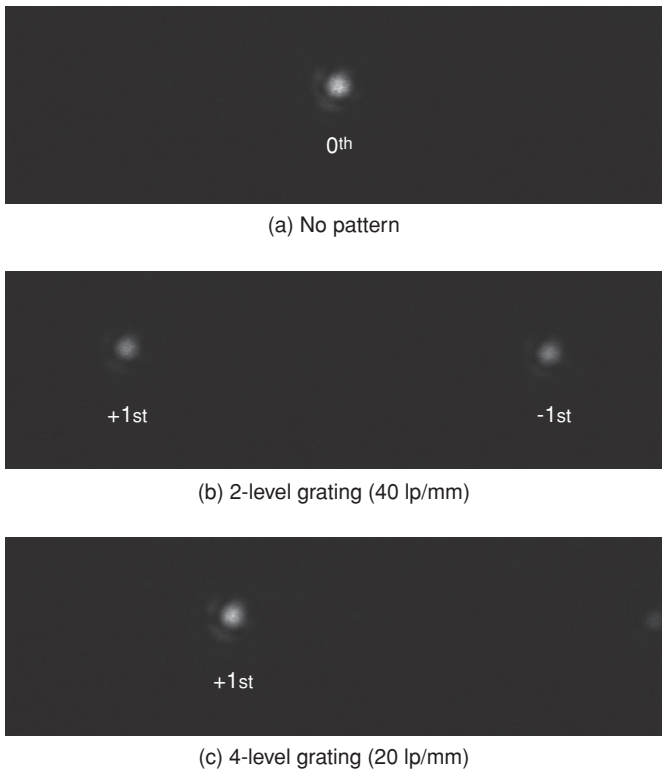 0th
(a) No pattern
+1st -1st
(b) 2-level grating (40 lp/mm)
+1st
(c) 4-level grating (20 lp/mm)